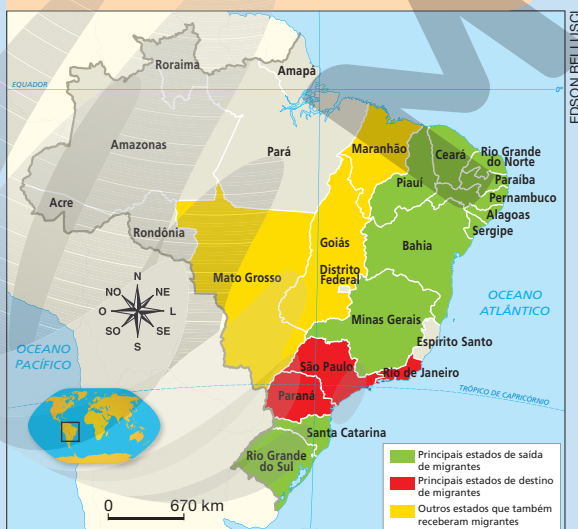 EDSON BELLUSCI
Roraima
Amapá
EQUADOR
0°
Amazonas
Pará
Maranhão
Ceará
Rio Grande
do Norte
Paraíba
Piauí
Pernambuco
Alagoas
Sergipe
Acre
Rondônia
Bahia
Goiás
Mato Grosso
Distrito
Federal
N
NO
NE
O
L
SO
SE
S
Minas Gerais
OCEANO
ATLÂNTICO
Espírito Santo
OCEANO
PACÍFICO
São Paulo
Rio de Janeiro
Paraná
TRÓPICO DE CAPRICÓRNIO
Santa Catarina
Rio Grande
do Sul
0
670 km
Principais estados de saída
de migrantes
Principais estados de destino
de migrantes
Outros estados que também
receberam migrantes